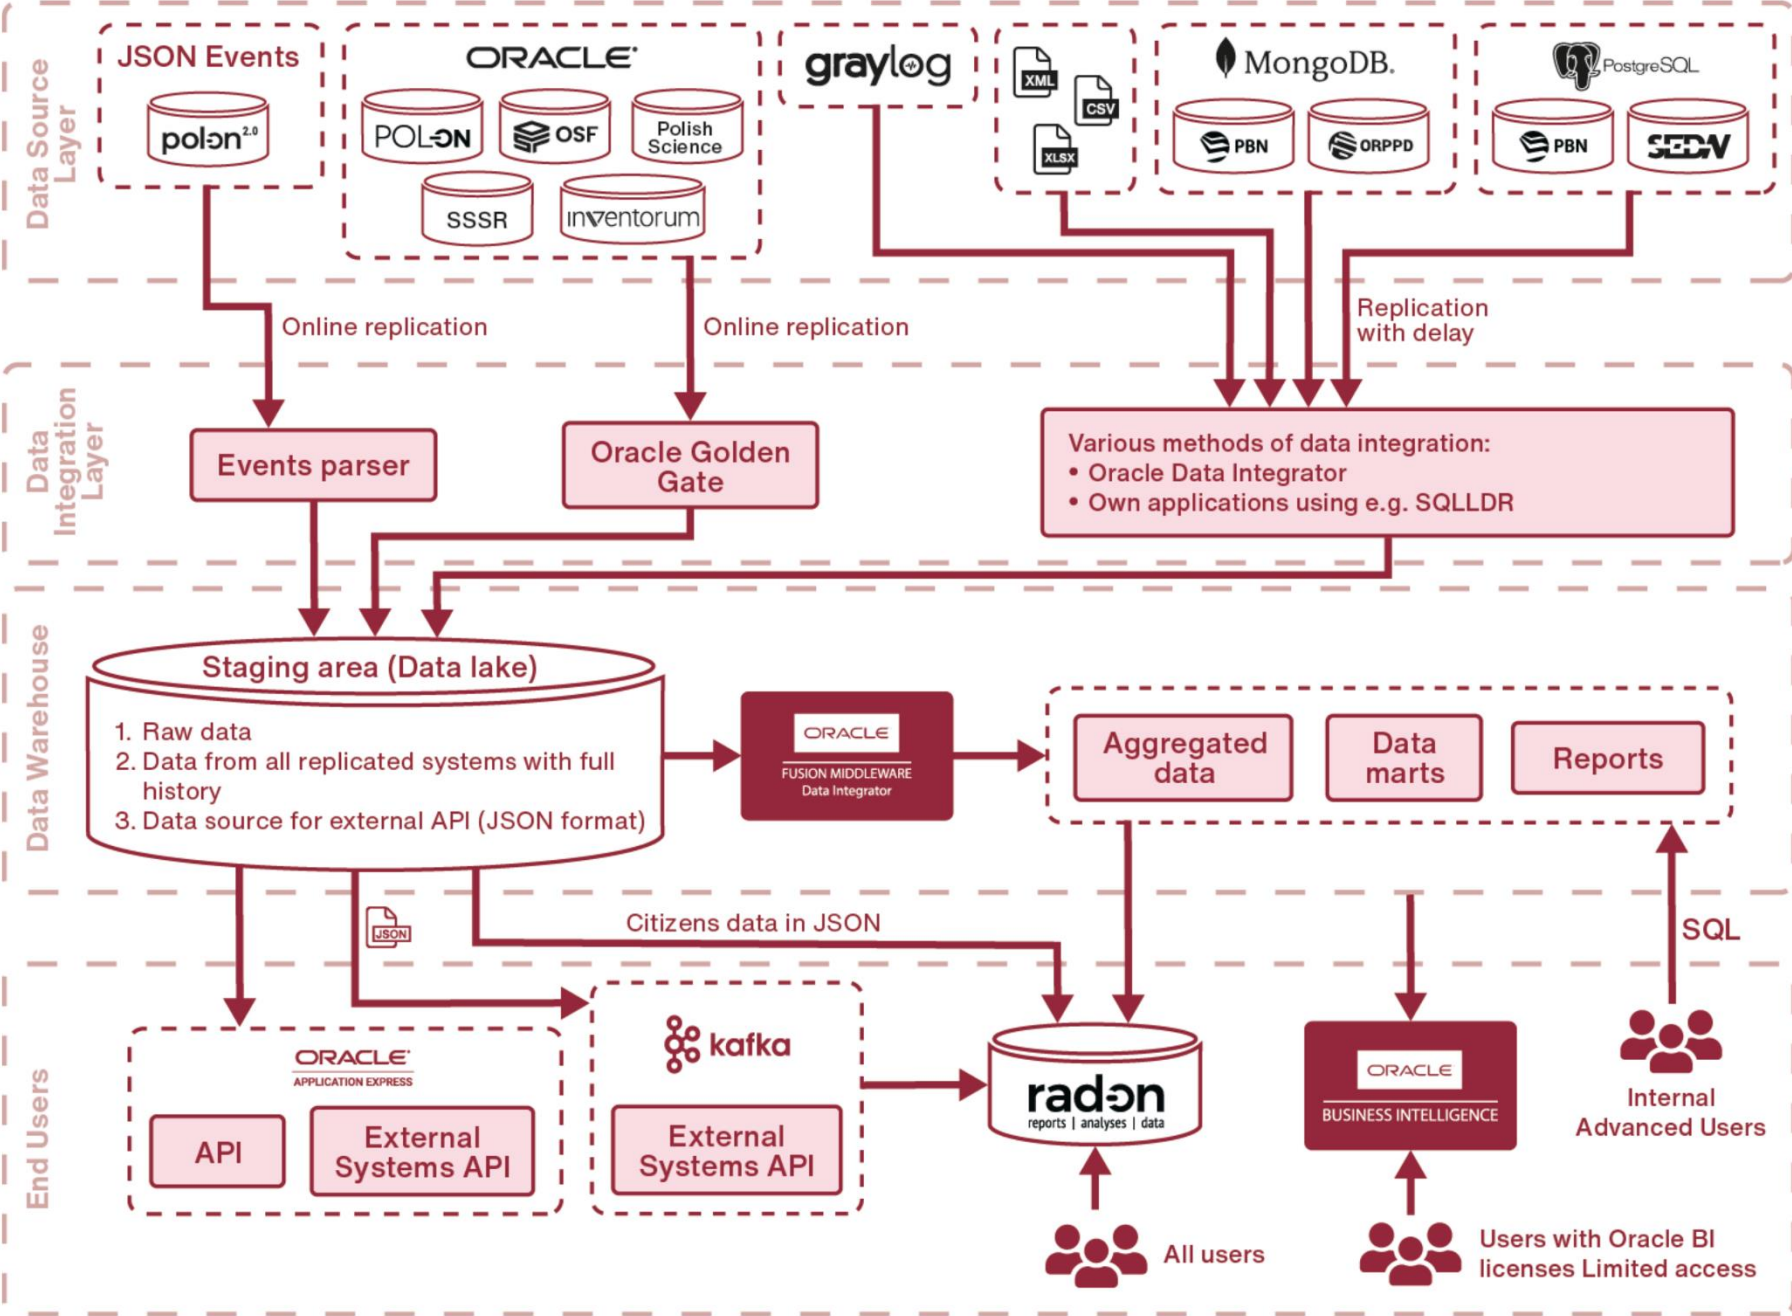 Data Source
Layer
JSON Events
polon 2.0
ORACLE
POL-ON
OSF
Polish
Science
SSSR
inventorum
graylog
XML
CSV
XLSX
MongoDB.
PBN
ORPPD
PostgreSQL
PBN
SEDN
Online replication
Online replication
Replication
with delay
Data
Integration
Layer
Events parser
Oracle Golden
Gate
Various methods of data integration:
• Oracle Data Integrator
• Own applications using e.g. SQLLDR
Data Warehouse
Staging area (Data lake)
1. Raw data
2. Data from all replicated systems with full
history
3. Data source for external API (JSON format)
ORACLE
FUSION MIDDLEWARE
Data Integrator
Aggregated
data
Data
marts
Reports
JSON
Citizens data in JSON
SQL
End Users
ORACLE
APPLICATION EXPRESS
API
External
Systems API
kafka
External
Systems API
radon
reports | analyses | data
ORACLE
BUSINESS INTELLIGENCE
Internal
Advanced Users
All users
Users with Oracle BI
licenses Limited access